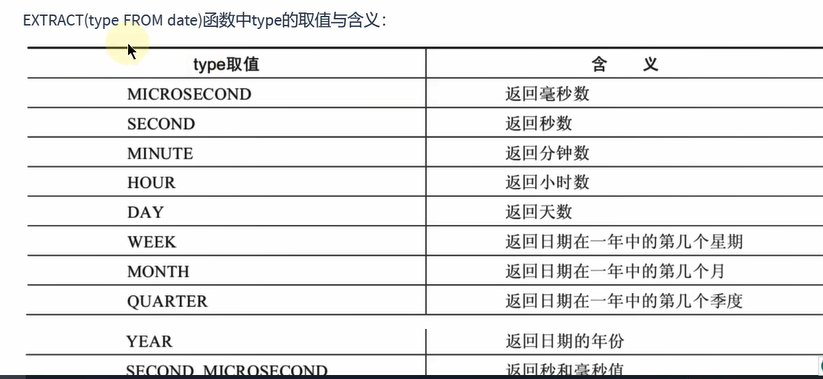 EXTRACT(type FROM date)函数中type的取值与含义：
type取值 含 义
MICROSECOND 返回毫秒数
SECOND 返回秒数
MINUTE 返回分钟数
HOUR 返回小时数
DAY 返回天数
WEEK 返回日期在一年中的第几个星期
MONTH 返回日期在一年中的第几个月
QUARTER 返回日期在一年中的第几个季度
YEAR 返回日期的年份
SECOND_MICROSECOND 返回秒和毫秒值